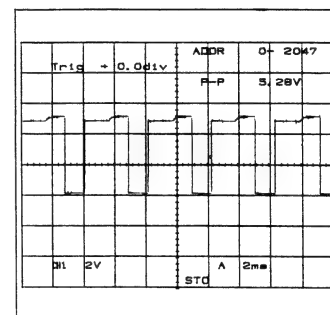 ADDR 0- 2047
Trig + 0.0div
P-P 5.28V
CH1 2V A 2ms
STO